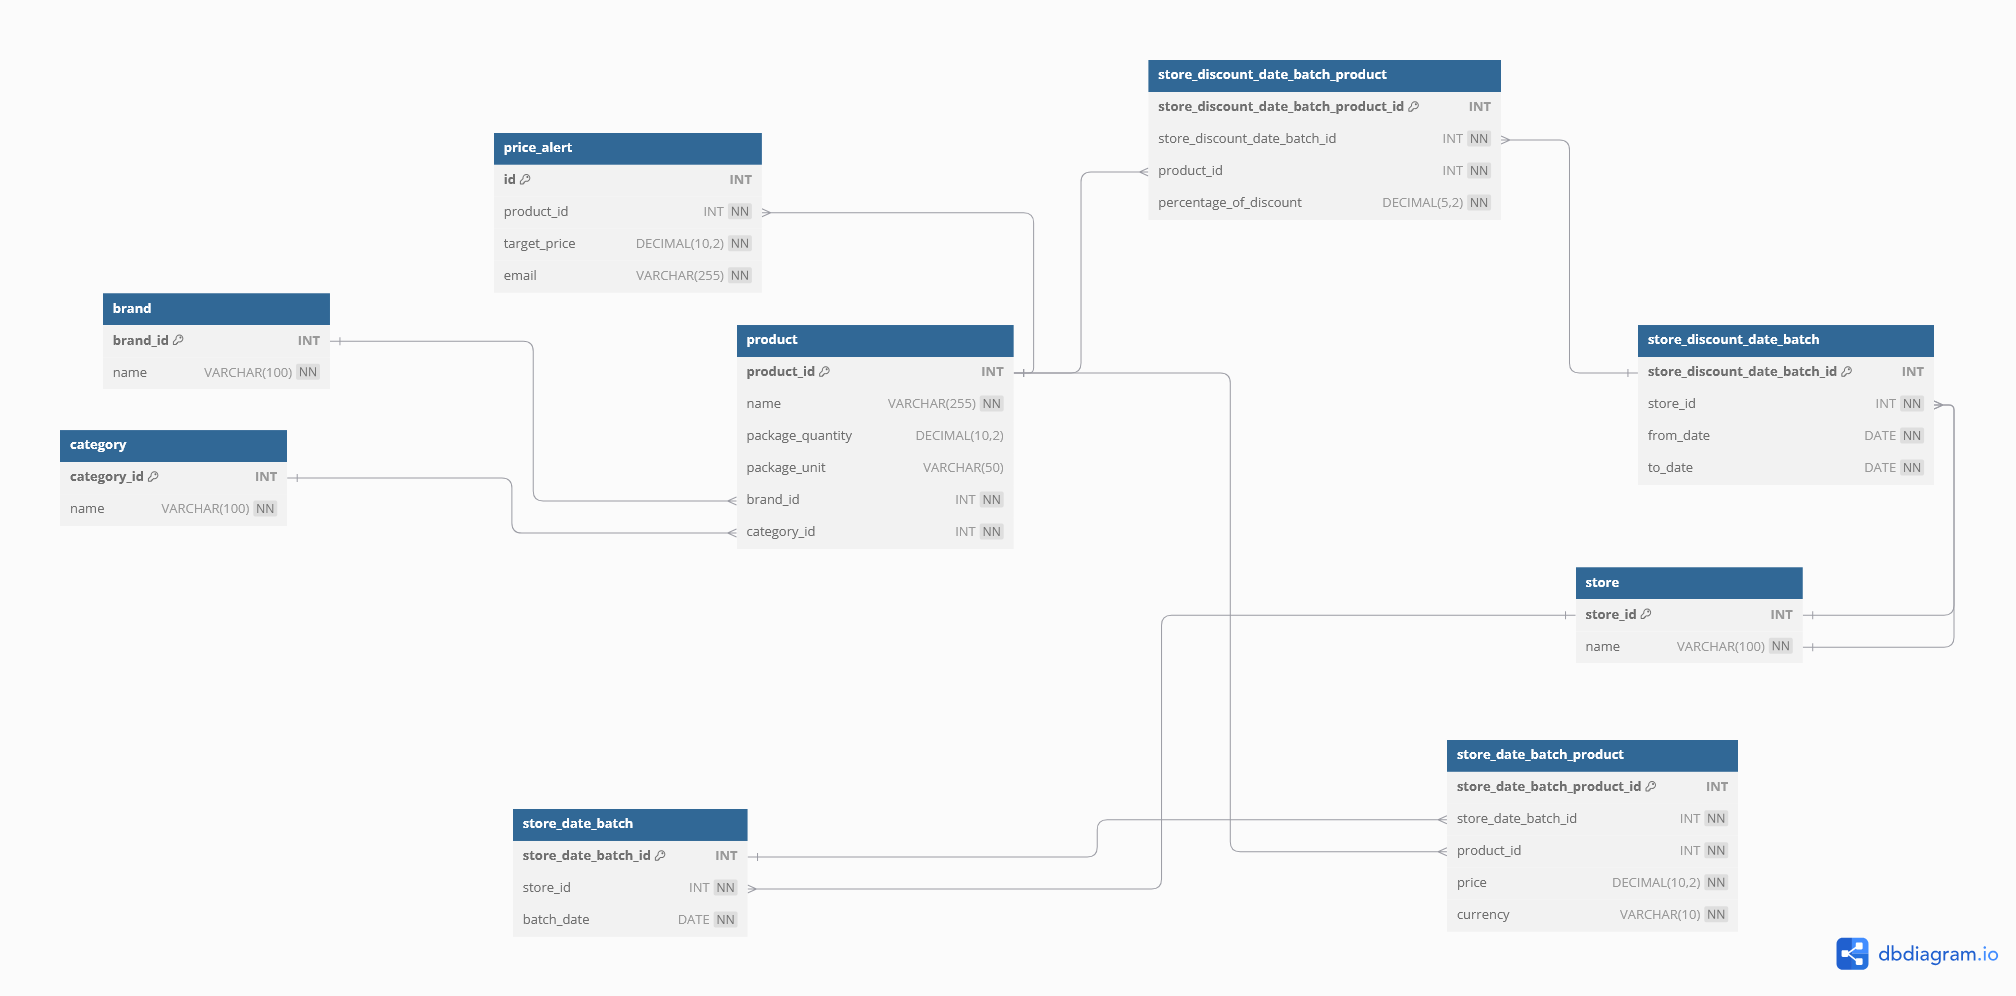 store_discount_date_batch_product
store_discount_date_batch_product_id INT
store_discount_date_batch_id INT NN
product_id INT NN
percentage_of_discount DECIMAL(5,2) NN
price_alert
id INT
product_id INT NN
target_price DECIMAL(10,2) NN
email VARCHAR(255) NN
brand
brand_id INT
name VARCHAR(100) NN
product
product_id INT
name VARCHAR(255) NN
package_quantity DECIMAL(10,2)
package_unit VARCHAR(50)
brand_id INT NN
category_id INT NN
store_discount_date_batch
store_discount_date_batch_id INT
store_id INT NN
from_date DATE NN
to_date DATE NN
category
category_id INT
name VARCHAR(100) NN
store
store_id INT
name VARCHAR(100) NN
store_date_batch_product
store_date_batch_product_id INT
store_date_batch_id INT NN
product_id INT NN
price DECIMAL(10,2) NN
currency VARCHAR(10) NN
store_date_batch
store_date_batch_id INT
store_id INT NN
batch_date DATE NN
dbdiagram.io